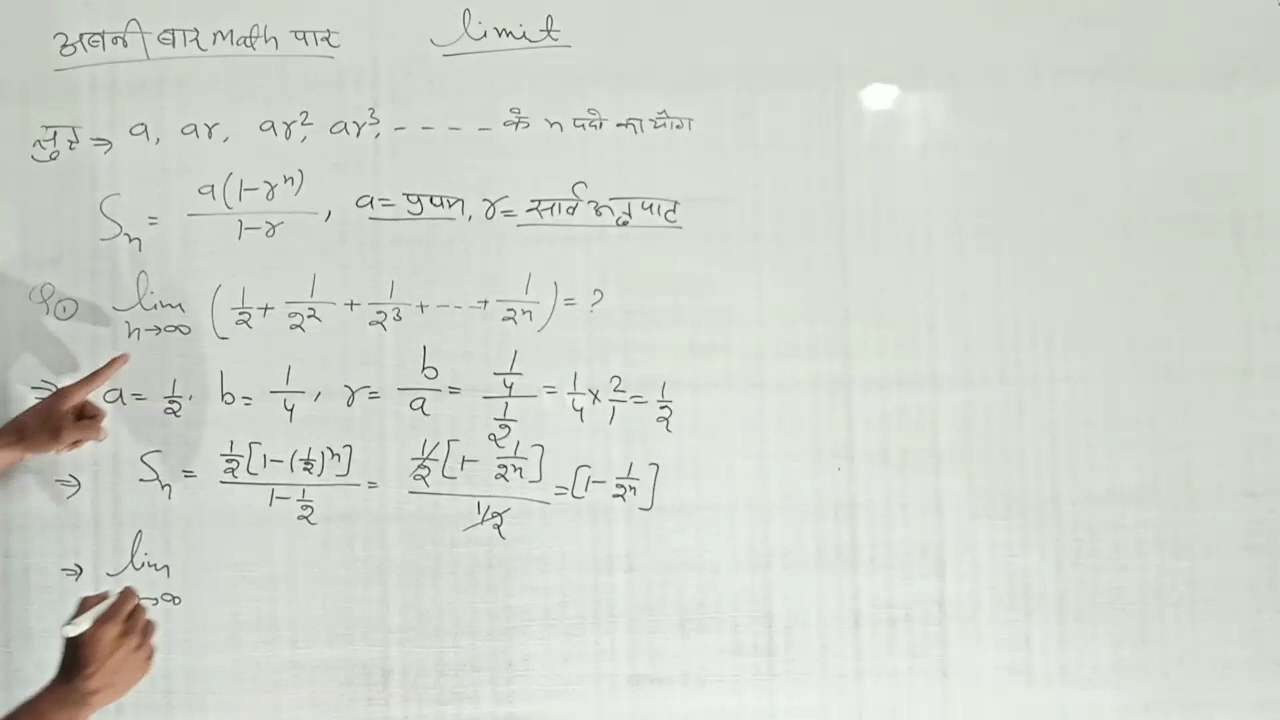 अबकी बार Math पार
limit
सुत्र ⇒ a, ar, ar², ar³, - - - - - के n पदो का योग
Sₙ = a(1-rⁿ)/(1-r), a = प्रथम, r = सार्व अनुपात
Q① lim n→∞ (1/2 + 1/2² + 1/2³ + --- + 1/2ⁿ) = ?
⇒ a = 1/2, b = 1/4, r = b/a = (1/4)/(1/2) = 1/4 × 2/1 = 1/2
⇒ Sₙ = 1/2[1-(1/2)ⁿ]/(1-1/2) = 1/2[1 - 1/2ⁿ]/(1/2) = [1 - 1/2ⁿ]
⇒ lim →∞